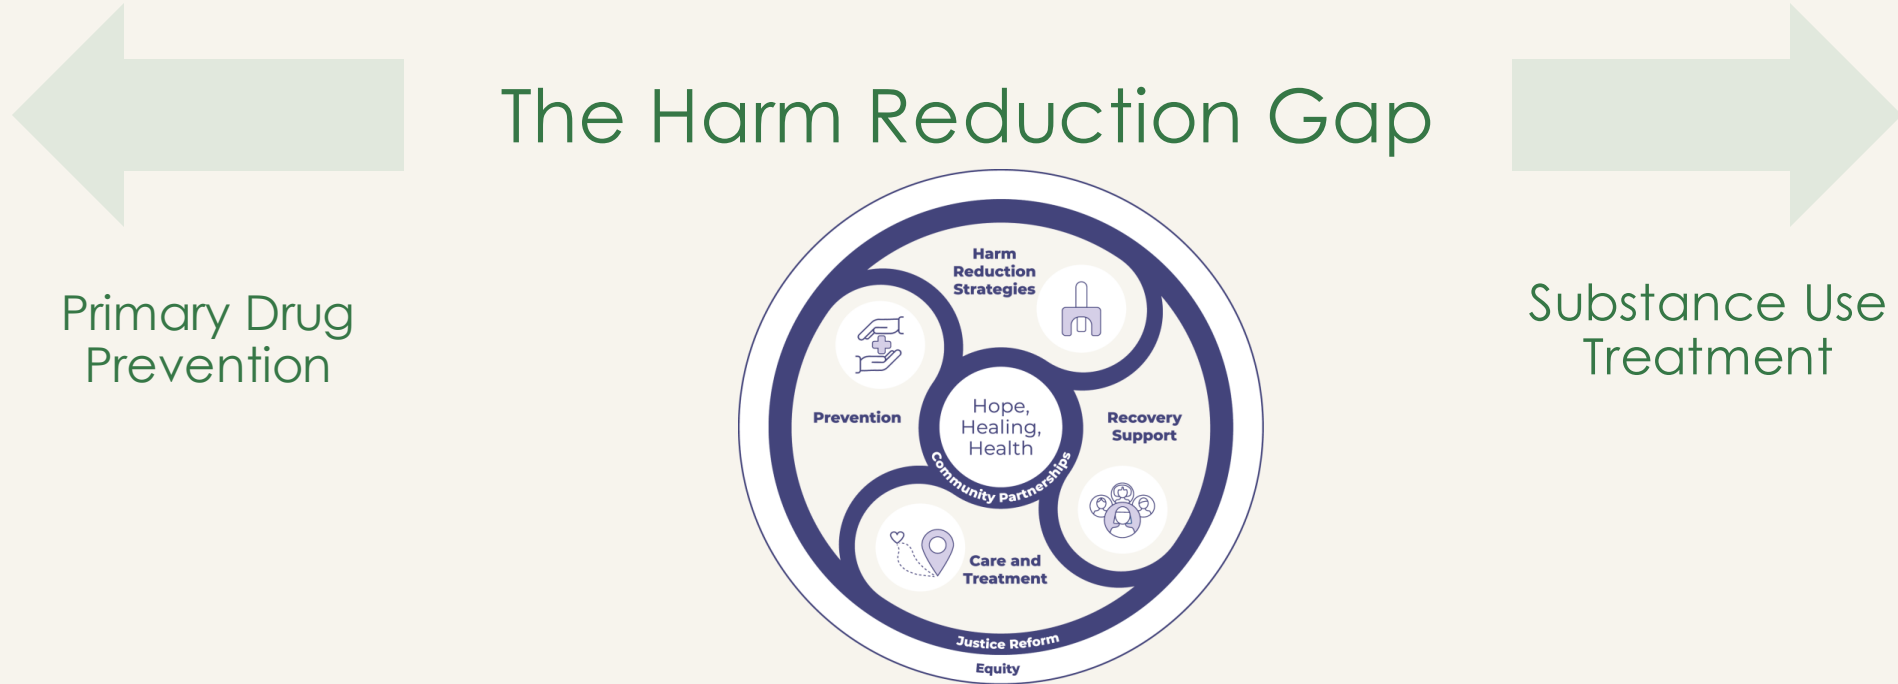 The Harm Reduction Gap
Primary Drug
Prevention
Substance Use
Treatment
Harm
Reduction
Strategies
Prevention
Hope,
Healing,
Health
Community Partnerships
Recovery
Support
Care and
Treatment
Justice Reform
Equity